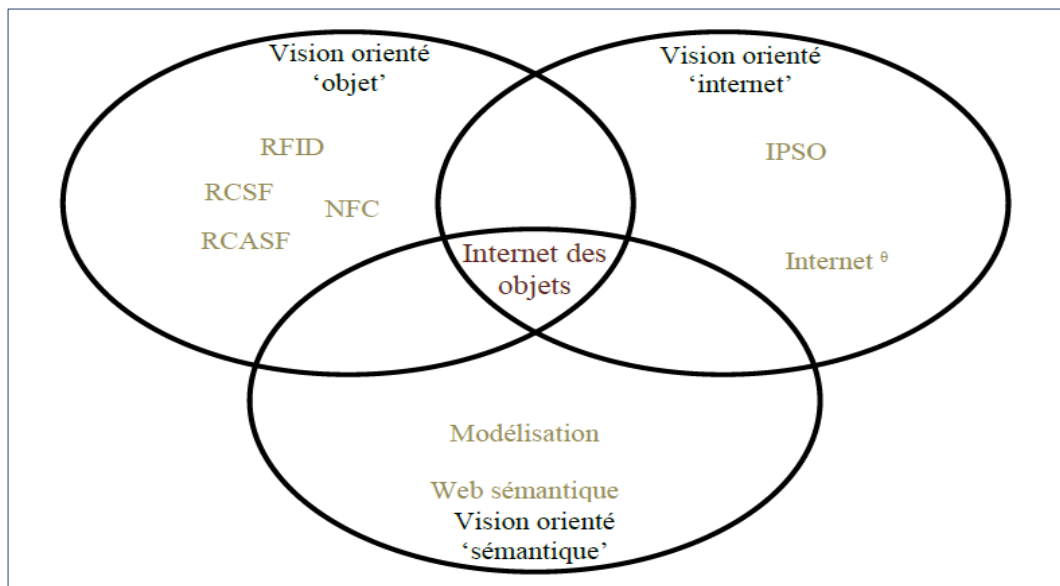 Vision orienté
‘objet’
RFID
RCSF
NFC
RCASF
Vision orienté
‘internet’
IPSO
Internet θ
Internet des
objets
Modélisation
Web sémantique
Vision orienté
‘sémantique’